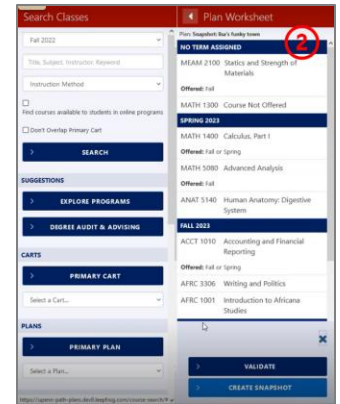 Search Classes
Fall 2022
Title, Subject, Instructor, Keyword
Instruction Method
Find courses available to students in online programs
Don't Overlap Primary Cart
SEARCH
SUGGESTIONS
EXPLORE PROGRAMS
DEGREE AUDIT & ADVISING
CARTS
PRIMARY CART
Select a Cart...
PLANS
PRIMARY PLAN
Select a Plan...
Plan Worksheet
2
Plan: Snapshot:
funky town
NO TERM ASSIGNED
MEAM 2100 Statics and Strength of
Materials
Offered: Fall
MATH 1300 Course Not Offered
SPRING 2023
MATH 1400 Calculus, Part I
Offered: Fall or Spring
MATH 5080 Advanced Analysis
Offered: Fall
ANAT 5140 Human Anatomy: Digestive
System
FALL 2023
ACCT 1010 Accounting and Financial
Reporting
Offered: Fall or Spring
AFRC 3306 Writing and Politics
AFRC 1001 Introduction to Africana
Studies
VALIDATE
CREATE SNAPSHOT